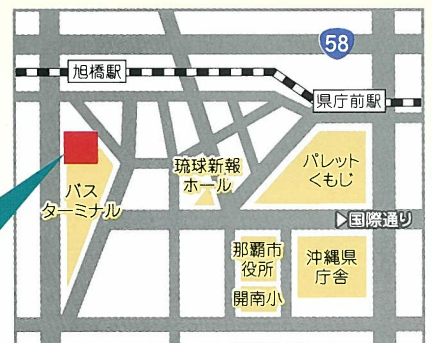 58
旭橋駅
県庁前駅
琉球新報
ホール
パレット
くもじ
バス
ターミナル
▶国際通り
那覇市
役所
沖縄県
庁舎
開南小